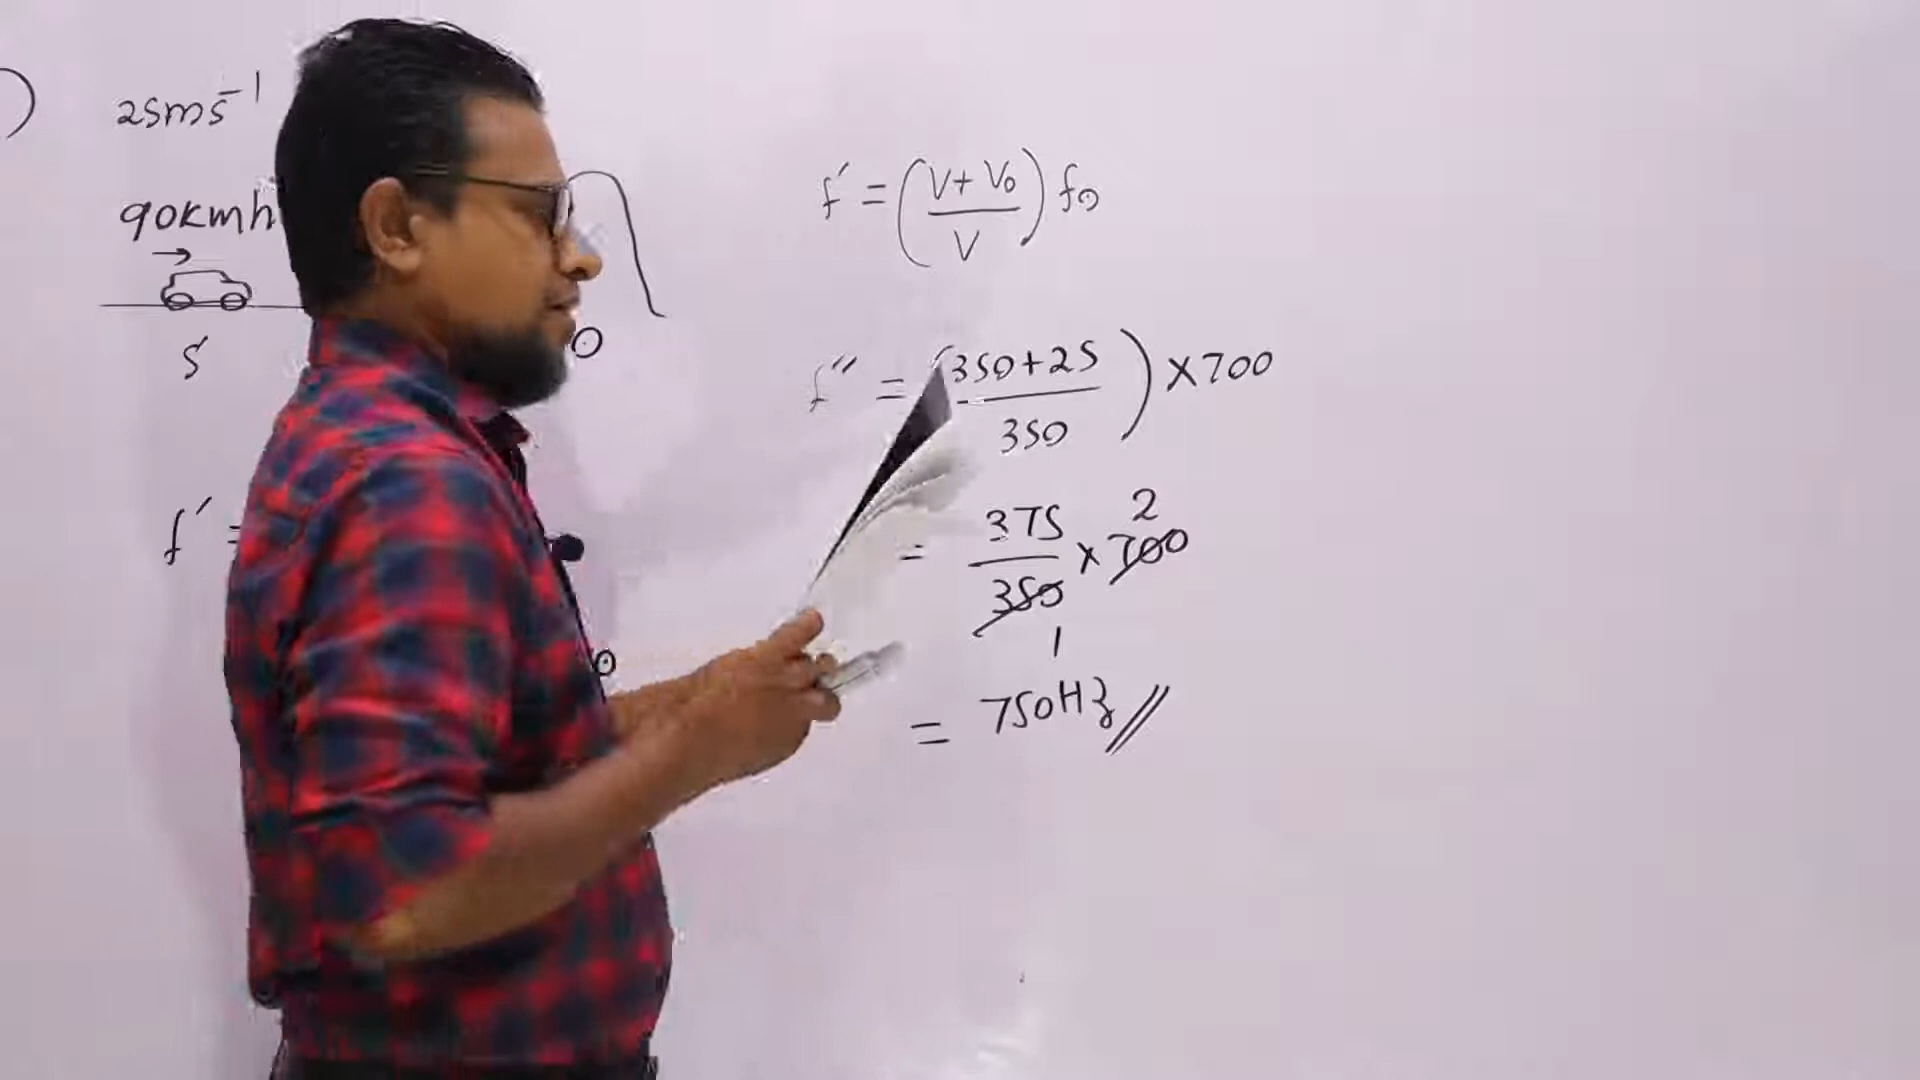 )
25ms⁻¹
90kmh
S
O
f' =
f' = (V + V₀ / V) f₀
f'' = (350 + 25 / 350) × 700
= 375 / 350 × 700
2
1
= 750Hz //